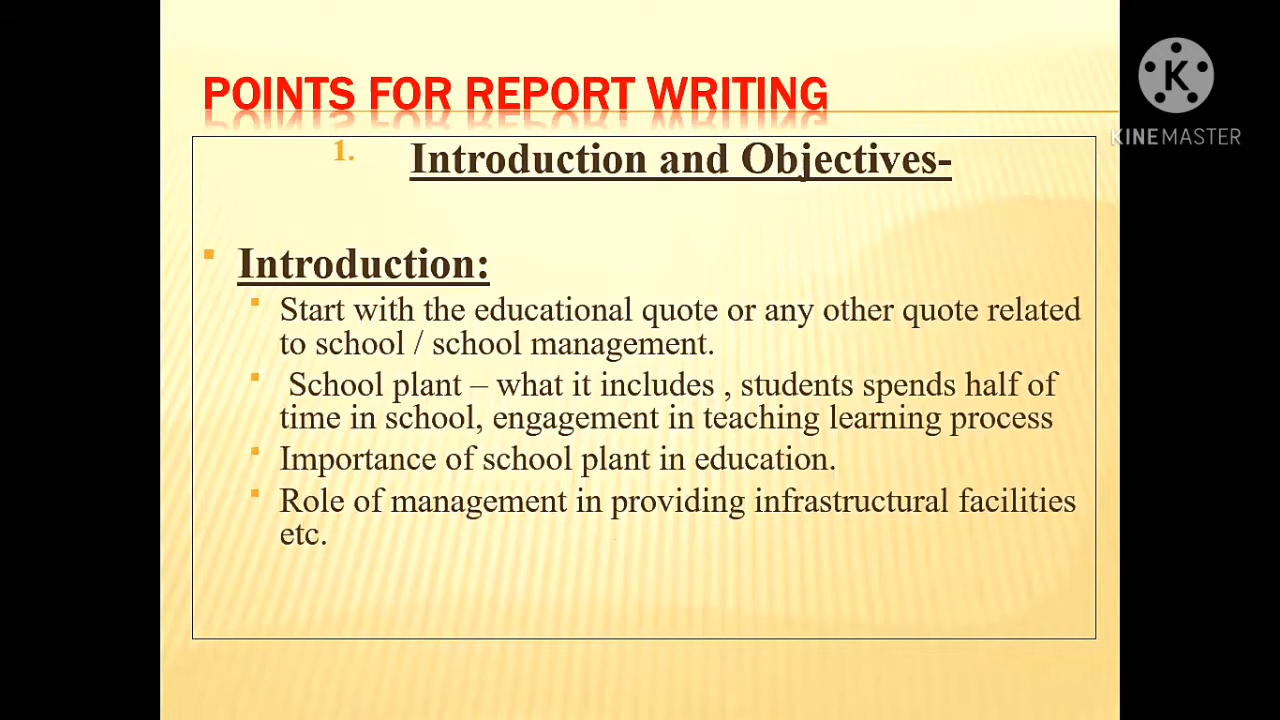 POINTS FOR REPORT WRITING
K
KINEMASTER
1. Introduction and Objectives-
Introduction:
Start with the educational quote or any other quote related
to school / school management.
School plant – what it includes , students spends half of
time in school, engagement in teaching learning process
Importance of school plant in education.
Role of management in providing infrastructural facilities
etc.